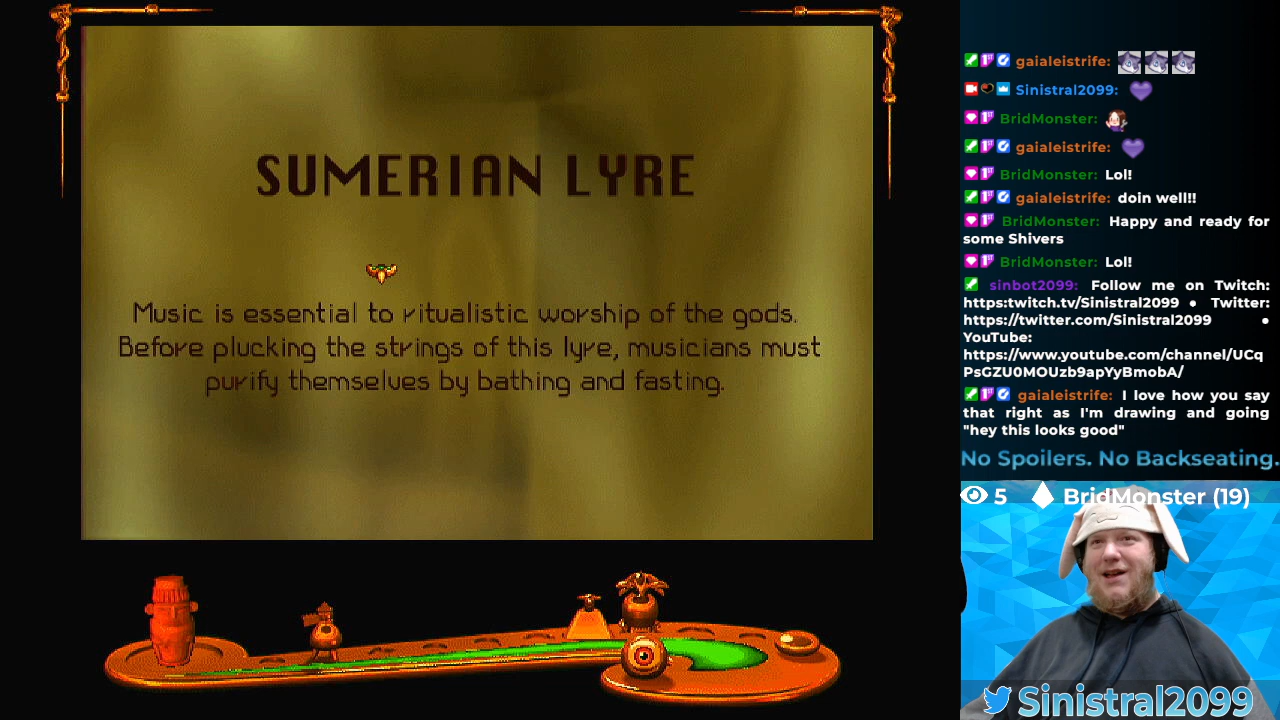 SUMERIAN LYRE
Music is essential to ritualistic worship of the gods.
Before plucking the strings of this lyre, musicians must
purify themselves by bathing and fasting.
gaialeistrife:
Sinistral2099:
BridMonster:
gaialeistrife:
BridMonster: Lol!
gaialeistrife: doin well!!
BridMonster: Happy and ready for
some Shivers
BridMonster: Lol!
sinbot2099: Follow me on Twitch:
https:twitch.tv/Sinistral2099 • Twitter:
https://twitter.com/Sinistral2099 •
YouTube:
https://www.youtube.com/channel/UCq
PsGZU0MOUzb9apYyBmobA/
gaialeistrife: I love how you say
that right as I'm drawing and going
"hey this looks good"
No Spoilers. No Backseating.
5 BridMonster (19)
Sinistral2099